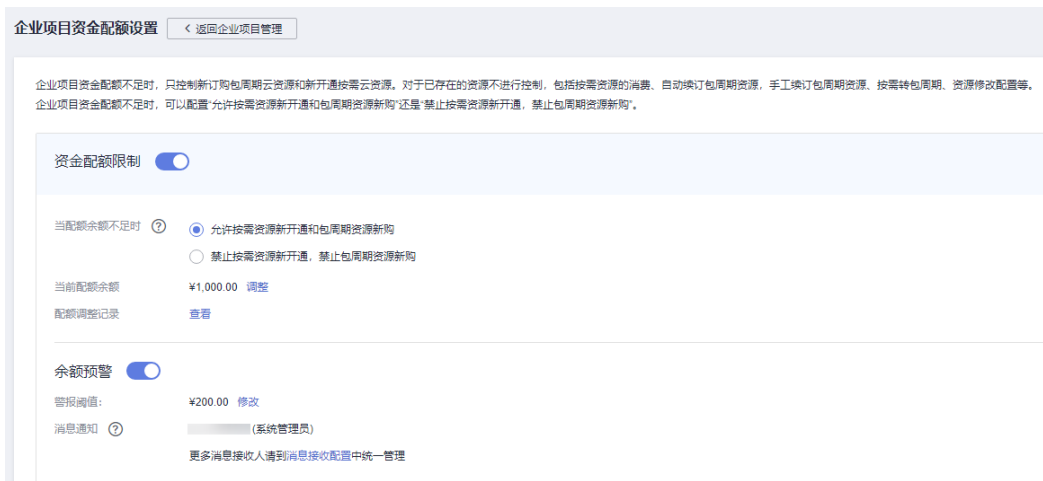 企业项目资金配额设置 < 返回企业项目管理
企业项目资金配额不足时，只控制新订购包周期云资源和新开通按需云资源。对于已存在的资源不进行控制，包括按需资源的消费、自动续订包周期资源，手工续订包周期资源、按需转包周期、资源修改配置等。
企业项目资金配额不足时，可以配置“允许按需资源新开通和包周期资源新购”还是“禁止按需资源新开通，禁止包周期资源新购”。
资金配额限制
当配额余额不足时 ? 允许按需资源新开通和包周期资源新购
禁止按需资源新开通，禁止包周期资源新购
当前配额余额 ¥1,000.00 调整
配额调整记录 查看
余额预警
警报阈值： ¥200.00 修改
消息通知 ? (系统管理员)
更多消息接收人请到消息接收配置中统一管理